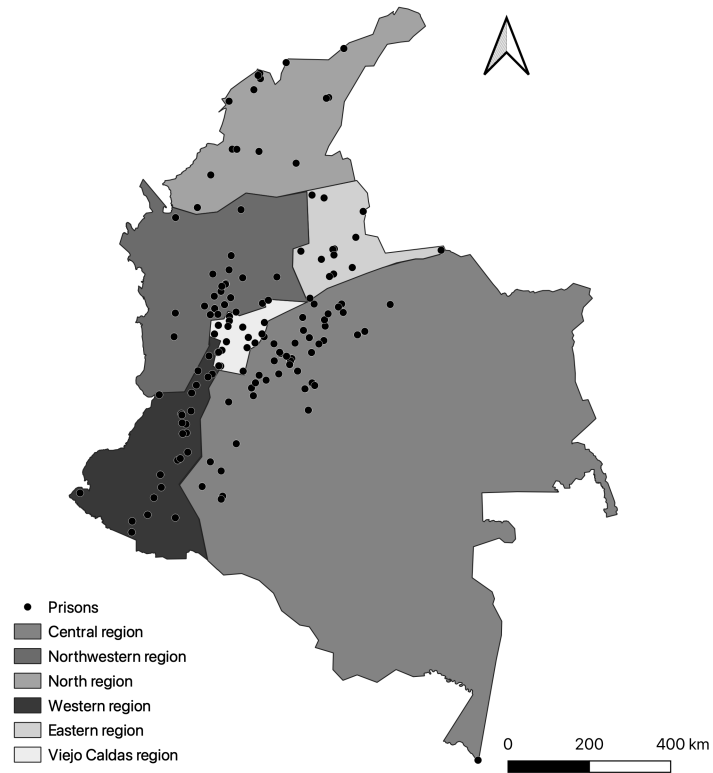 Prisons
Central region
Northwestern region
North region
Western region
Eastern region
Viejo Caldas region
0 200 400 km